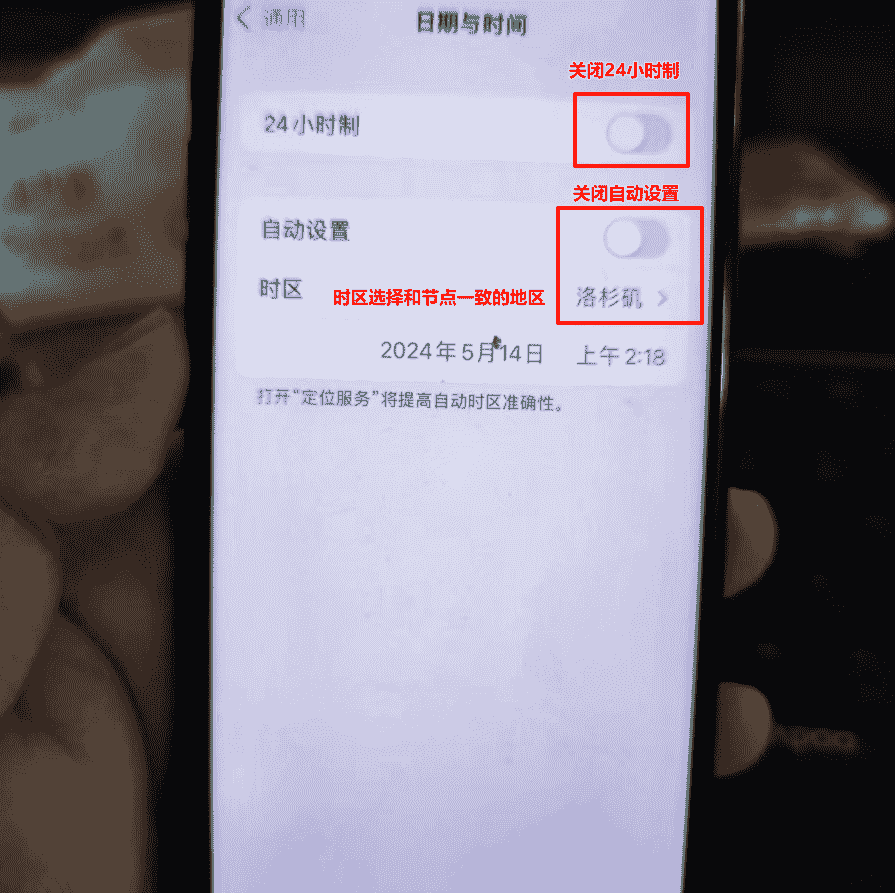 通用
日期与时间
关闭24小时制
24小时制
关闭自动设置
自动设置
时区
时区选择和节点一致的地区
洛杉矶
2024年5月14日 上午2:18
打开“定位服务”将提高自动时区准确性。